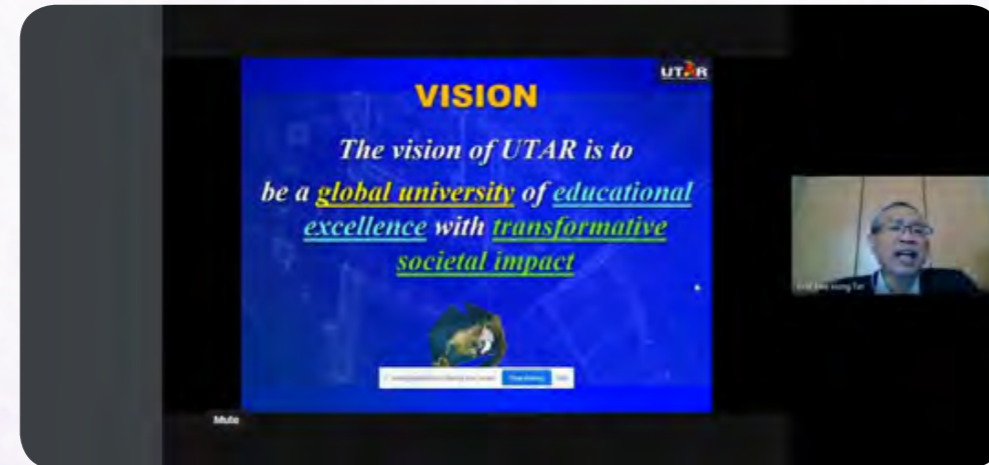 UTAR
VISION
The vision of UTAR is to
be a global university of educational
excellence with transformative
societal impact
Mute